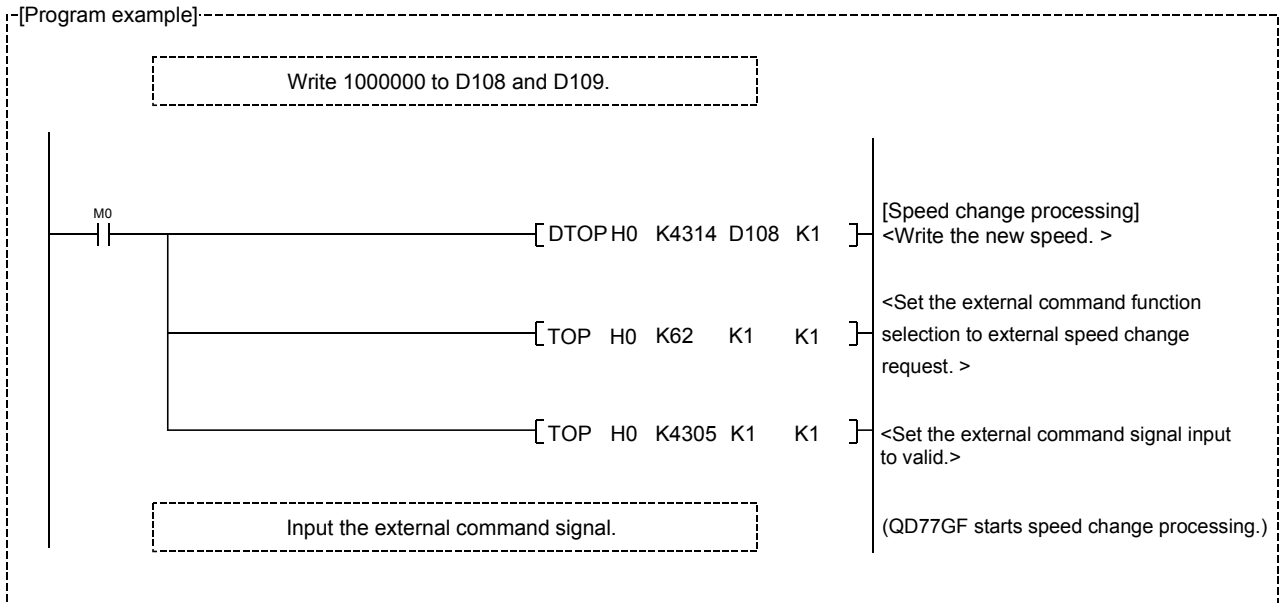 [Program example]
Write 1000000 to D108 and D109.
M0
DTOP H0 K4314 D108 K1
[Speed change processing]
<Write the new speed. >
TOP H0 K62 K1 K1
<Set the external command function
selection to external speed change
request. >
TOP H0 K4305 K1 K1
<Set the external command signal input
to valid.>
Input the external command signal.
(QD77GF starts speed change processing.)